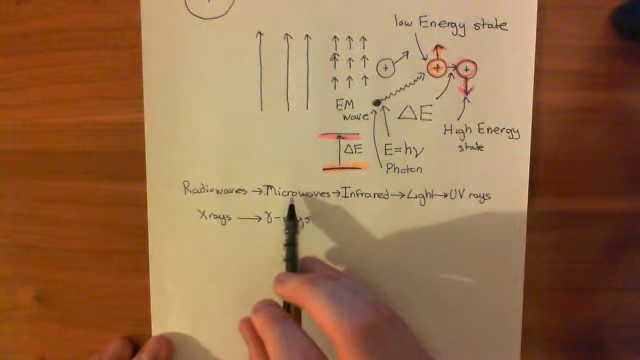 low Energy state
+ + +
EM
wave
ΔE
ΔE
High Energy
state
E=hν
Photon
Radiowaves → Microwaves → Infrared → Light → UV rays
Xrays → γ-rays